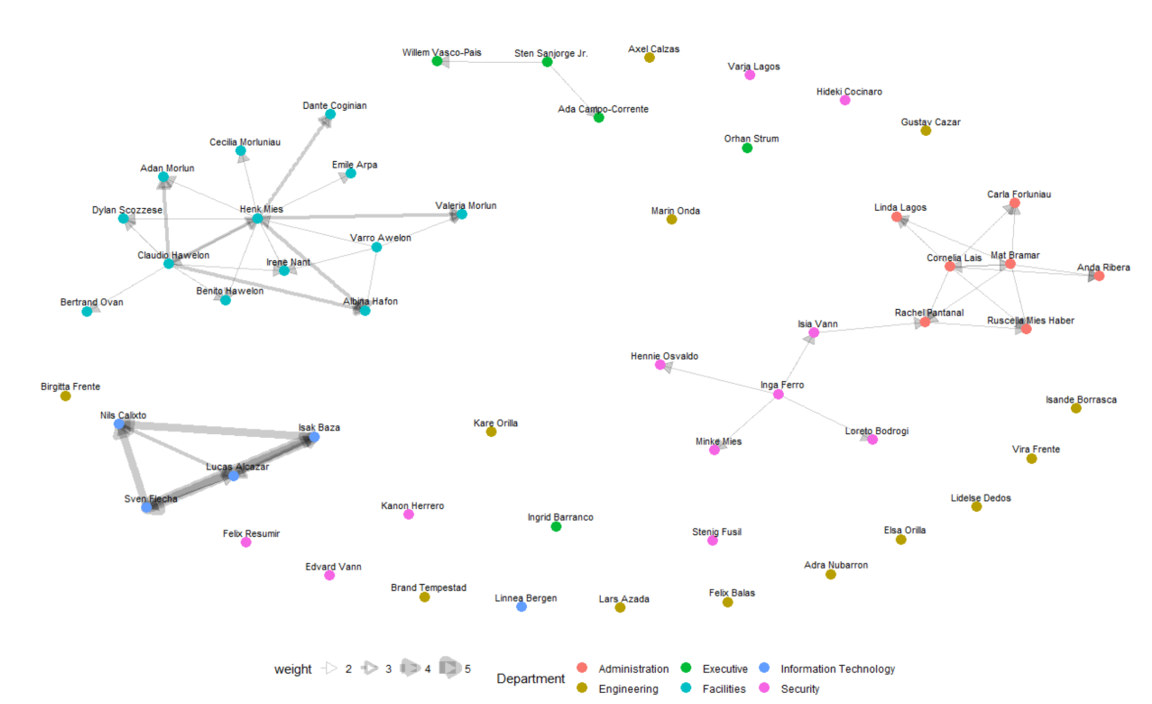 Axel Calzas
Willem Vasco-Pais
Sten Sanjorge Jr.
Varja Lagos
Hideki Cocinaro
Dante Coginian
Ada Campo-Corrente
Gustav Cazar
Cecilia Morluniau
Orhan Strum
Adan Morlun
Emile Arpa
Carla Forluniau
Linda Lagos
Dylan Scozzese
Henk Mies
Valeria Morlun
Marin Onda
Varro Awelon
Claudio Hawelon
Irene Nant
Cornelia Lais
Mat Bramar
Anda Ribera
Bertrand Ovan
Benito Hawelon
Albina Hafon
Rachel Pantanal
Ruscella Mies Haber
Isia Vann
Hennie Osvaldo
Birgitta Frente
Inga Ferro
Isande Borrasca
Nils Calixto
Isak Baza
Kare Orilla
Minke Mies
Loreto Bodrogi
Vira Frente
Lucas Alcazar
Sven Flecha
Lidelse Dedos
Kanon Herrero
Ingrid Barranco
Felix Resumir
Stenig Fusil
Elsa Orilla
Edvard Vann
Adra Nubarron
Brand Tempestad
Linnea Bergen
Lars Azada
Felix Balas
weight 2 3 4 5
Department
Administration Executive Information Technology
Engineering Facilities Security